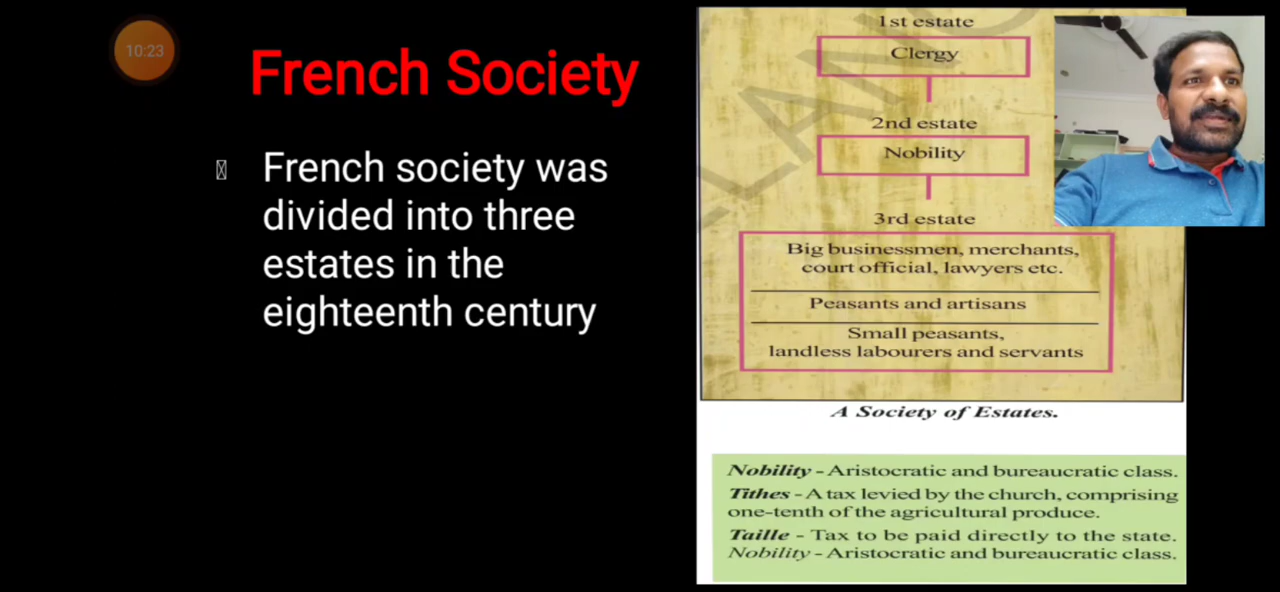 10:23
French Society
French society was
divided into three
estates in the
eighteenth century
1st estate
Clergy
2nd estate
Nobility
3rd estate
Big businessmen, merchants,
court official, lawyers etc.
Peasants and artisans
Small peasants,
landless labourers and servants
A Society of Estates.
Nobility - Aristocratic and bureaucratic class.
Tithes - A tax levied by the church, comprising
one-tenth of the agricultural produce.
Taille - Tax to be paid directly to the state.
Nobility - Aristocratic and bureaucratic class.